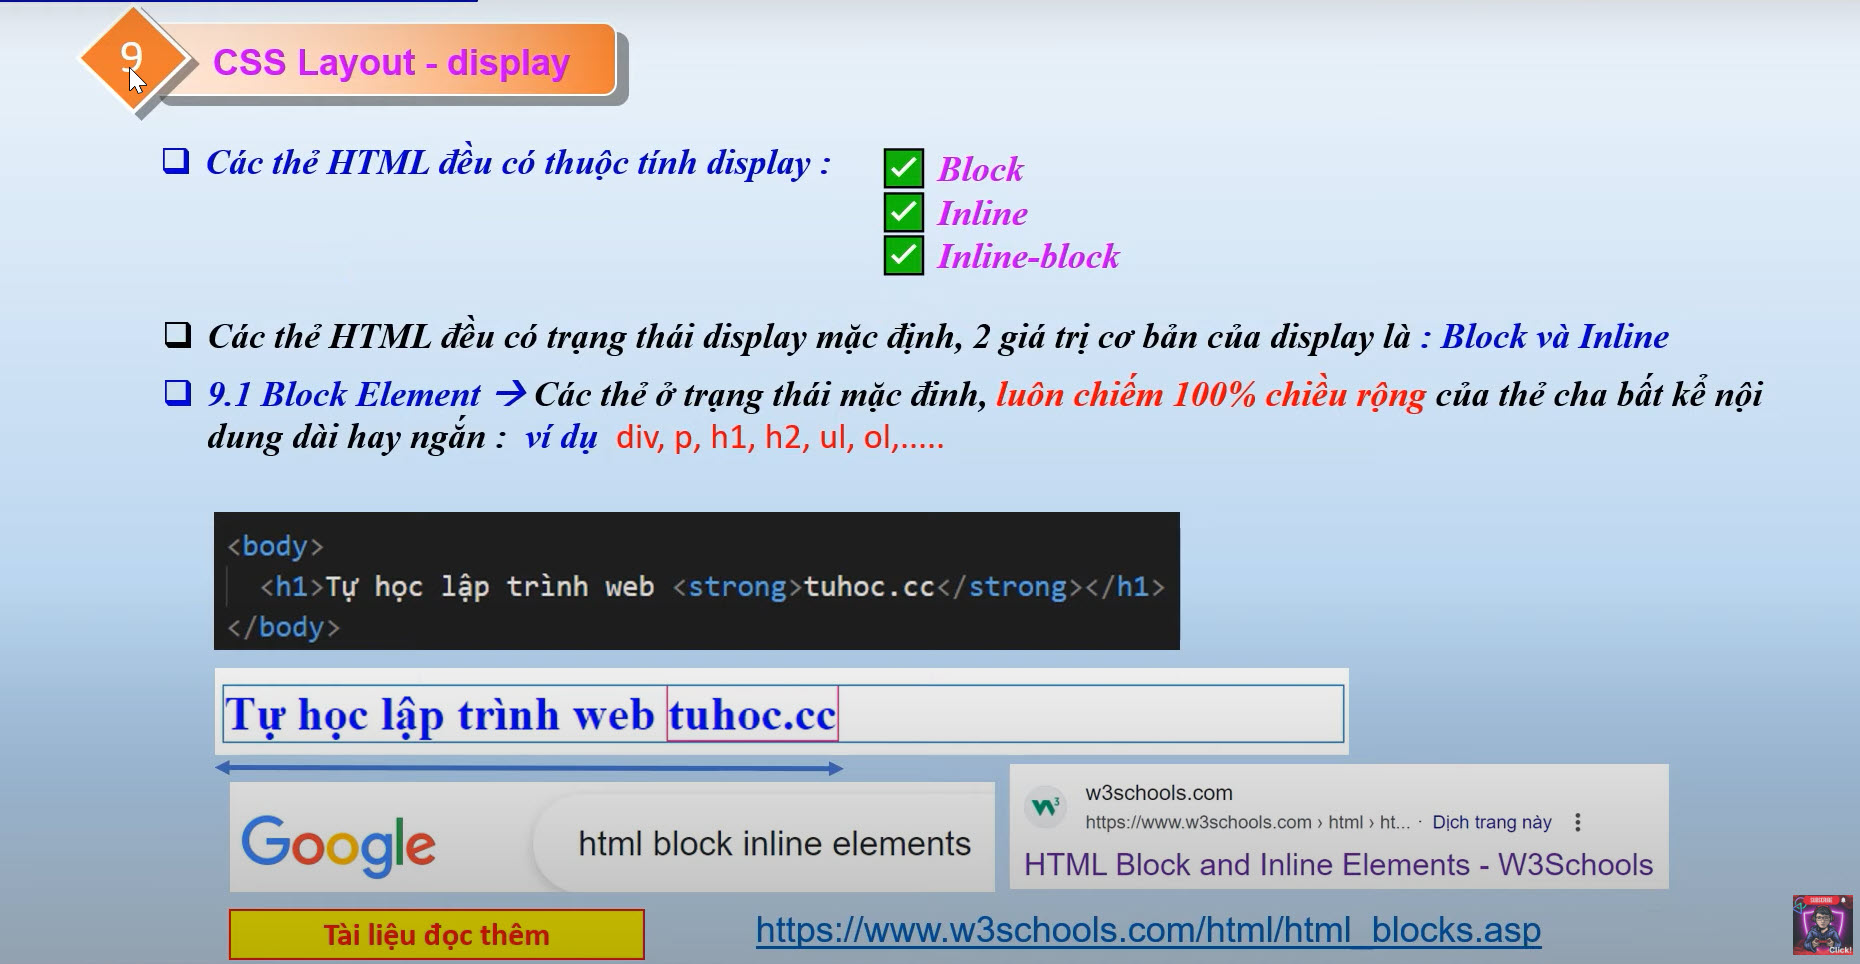 9
CSS Layout - display
Các thẻ HTML đều có thuộc tính display :
Block
Inline
Inline-block
Các thẻ HTML đều có trạng thái display mặc định, 2 giá trị cơ bản của display là : Block và Inline
9.1 Block Element → Các thẻ ở trạng thái mặc đinh, luôn chiếm 100% chiều rộng của thẻ cha bất kể nội
dung dài hay ngắn : ví dụ div, p, h1, h2, ul, ol,.....
<body>
<h1>Tự học lập trình web <strong>tuhoc.cc</strong></h1>
</body>
Tự học lập trình web tuhoc.cc
Google
html block inline elements
w3schools.com
https://www.w3schools.com › html › ht... · Dịch trang này
HTML Block and Inline Elements - W3Schools
Tài liệu đọc thêm
https://www.w3schools.com/html/html_blocks.asp
SUBSCRIBE
Click!